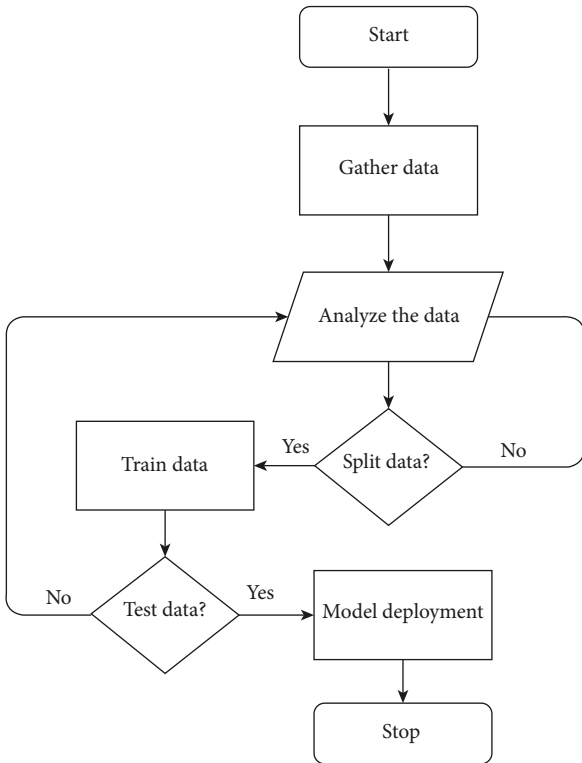 Start
Gather data
Analyze the data
Split data?
Yes
No
Train data
Test data?
No
Yes
Model deployment
Stop